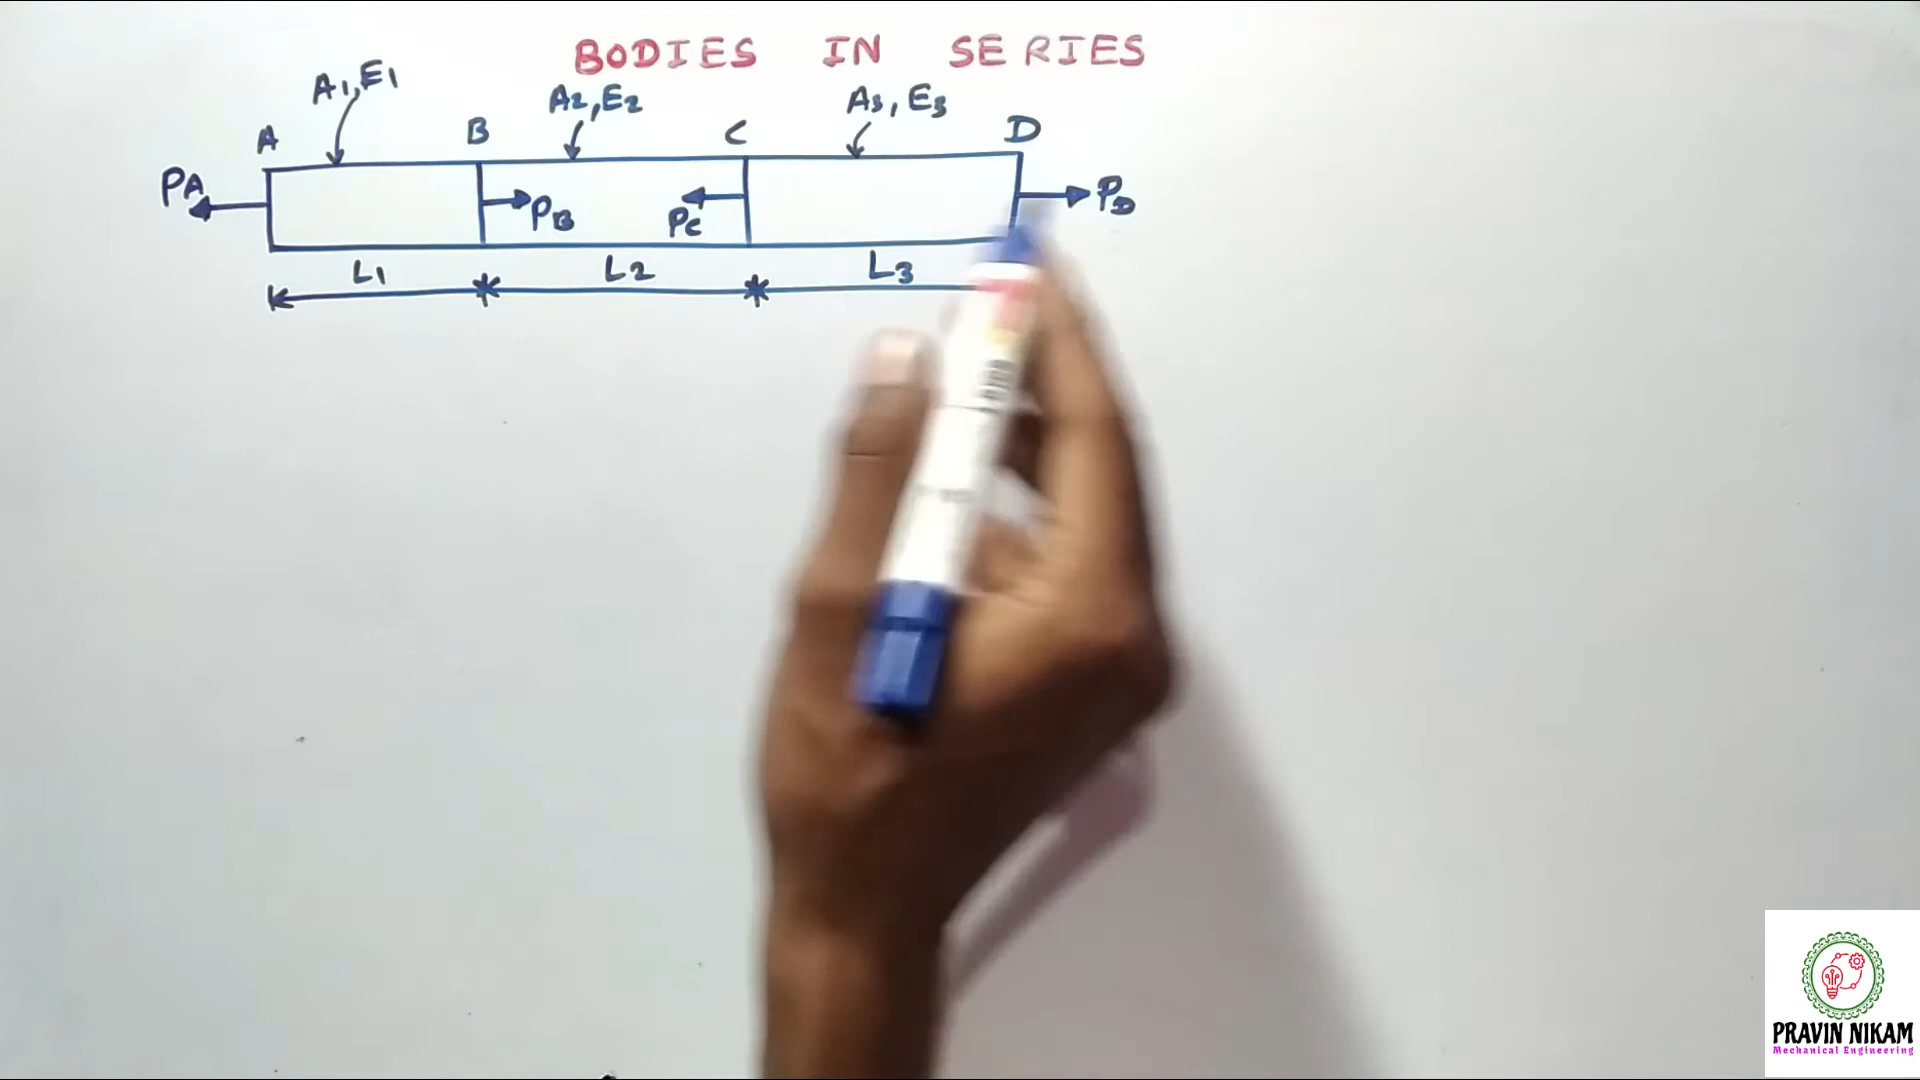 BODIES IN SERIES
A1,E1
A2,E2
A3, E3
A B C D
PA
PB
PC
PD
L1 L2 L3
PRAVIN NIKAM
Mechanical Engineering